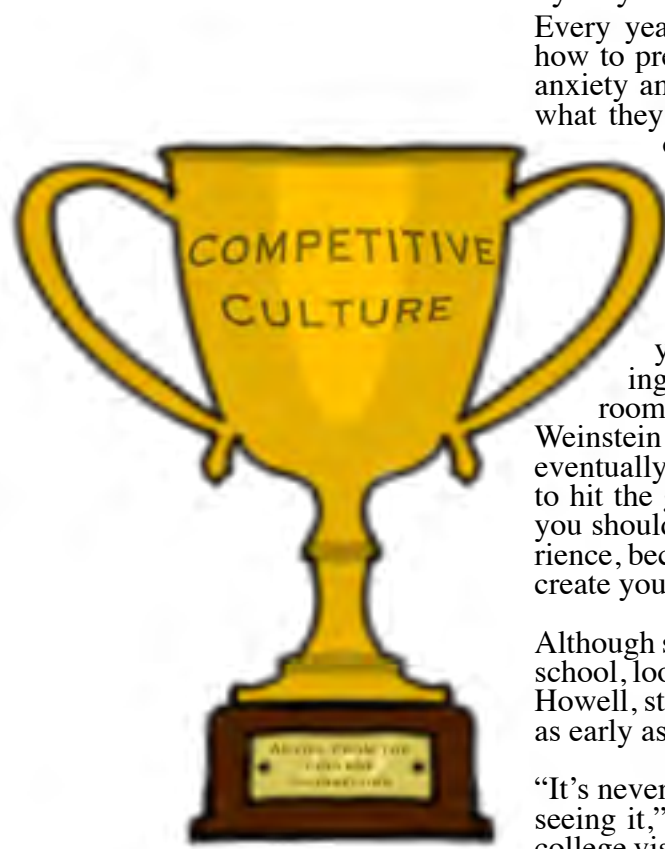 Every yea
how to pr
anxiety an
what they
COMPETITIVE
CULTURE
y
ing
room
Weinstein
eventually
to hit the
you should
rience, bec
create you
Although s
school, loo
Howell, st
as early as
“It’s never
seeing it,”
college vis